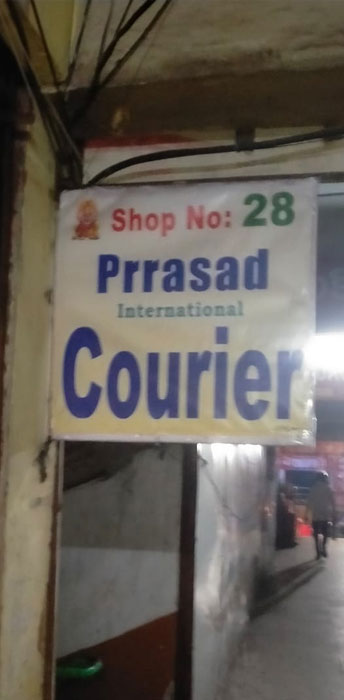 Shop No: 28
Prrasad
International
Courier